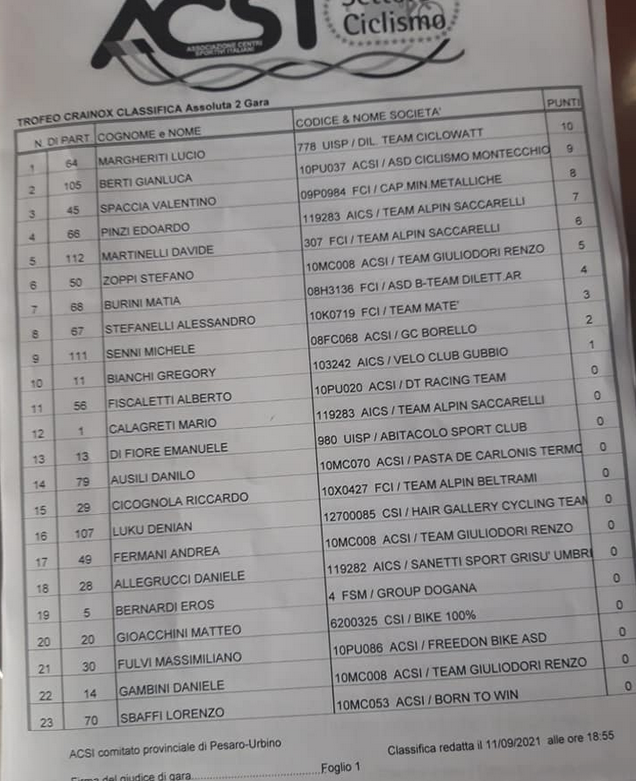 ACSI
ASSOCIAZIONE CENTRI
SPORTIVI ITALIANI
Settore
Ciclismo
TROFEO CRAINOX CLASSIFICA Assoluta 2 Gara
N. DI PART COGNOME e NOME CODICE & NOME SOCIETA' PUNTI
1 64 MARGHERITI LUCIO 778 UISP / DIL. TEAM CICLOWATT 10
2 105 BERTI GIANLUCA 10PU037 ACSI / ASD CICLISMO MONTECCHIO 9
3 45 SPACCIA VALENTINO 09P0984 FCI / CAP.MIN.METALLICHE 8
4 66 PINZI EDOARDO 119283 AICS / TEAM ALPIN SACCARELLI 7
5 112 MARTINELLI DAVIDE 307 FCI / TEAM ALPIN SACCARELLI 6
6 50 ZOPPI STEFANO 10MC008 ACSI / TEAM GIULIODORI RENZO 5
7 68 BURINI MATIA 08H3136 FCI / ASD B-TEAM DILETT.AR 4
8 67 STEFANELLI ALESSANDRO 10K0719 FCI / TEAM MATE' 3
9 111 SENNI MICHELE 08FC068 ACSI / GC BORELLO 2
10 11 BIANCHI GREGORY 103242 AICS / VELO CLUB GUBBIO 1
11 56 FISCALETTI ALBERTO 10PU020 ACSI / DT RACING TEAM 0
12 1 CALAGRETI MARIO 119283 AICS / TEAM ALPIN SACCARELLI 0
13 13 DI FIORE EMANUELE 980 UISP / ABITACOLO SPORT CLUB 0
14 79 AUSILI DANILO 10MC070 ACSI / PASTA DE CARLONIS TERMO 0
15 29 CICOGNOLA RICCARDO 10X0427 FCI / TEAM ALPIN BELTRAMI 0
16 107 LUKU DENIAN 12700085 CSI / HAIR GALLERY CYCLING TEAM 0
17 49 FERMANI ANDREA 10MC008 ACSI / TEAM GIULIODORI RENZO 0
18 28 ALLEGRUCCI DANIELE 119282 AICS / SANETTI SPORT GRISU' UMBRI 0
19 5 BERNARDI EROS 4 FSM / GROUP DOGANA 0
20 20 GIOACCHINI MATTEO 6200325 CSI / BIKE 100% 0
21 30 FULVI MASSIMILIANO 10PU086 ACSI / FREEDON BIKE ASD 0
22 14 GAMBINI DANIELE 10MC008 ACSI / TEAM GIULIODORI RENZO 0
23 70 SBAFFI LORENZO 10MC053 ACSI / BORN TO WIN 0
ACSI comitato provinciale di Pesaro-Urbino Classifica redatta il 11/09/2021 alle ore 18:55
Firma del giudice di gara........................................Foglio 1